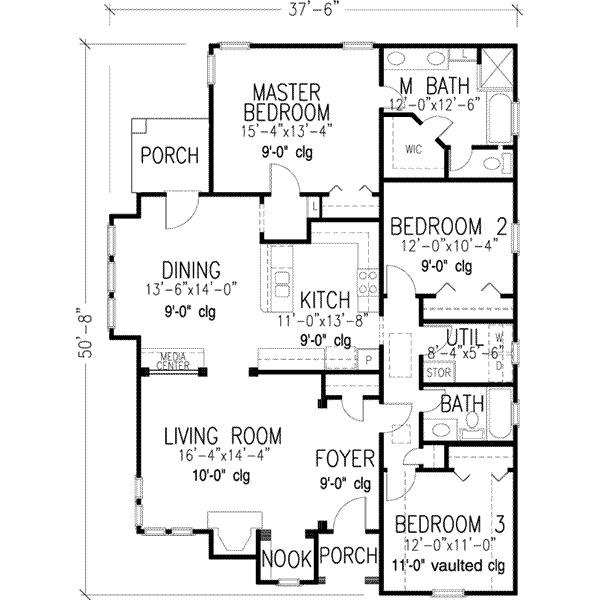 37'-6"
50'-8"
MASTER
BEDROOM
15'-4"x13'-4"
9'-0" clg
M BATH
12'-0"x12'-6"
L
WIC
PORCH
L
BEDROOM 2
12'-0"x10'-4"
9'-0" clg
DINING
13'-6"x14'-0"
9'-0" clg
KITCH
11'-0"x13'-8"
9'-0" clg
P
UTIL
8'-4"x5'-6"
W
D
STOR
MEDIA
CENTER
BATH
LIVING ROOM
16'-4"x14'-4"
10'-0" clg
FOYER
9'-0" clg
BEDROOM 3
12'-0"x11'-0"
11'-0" vaulted clg
NOOK
PORCH